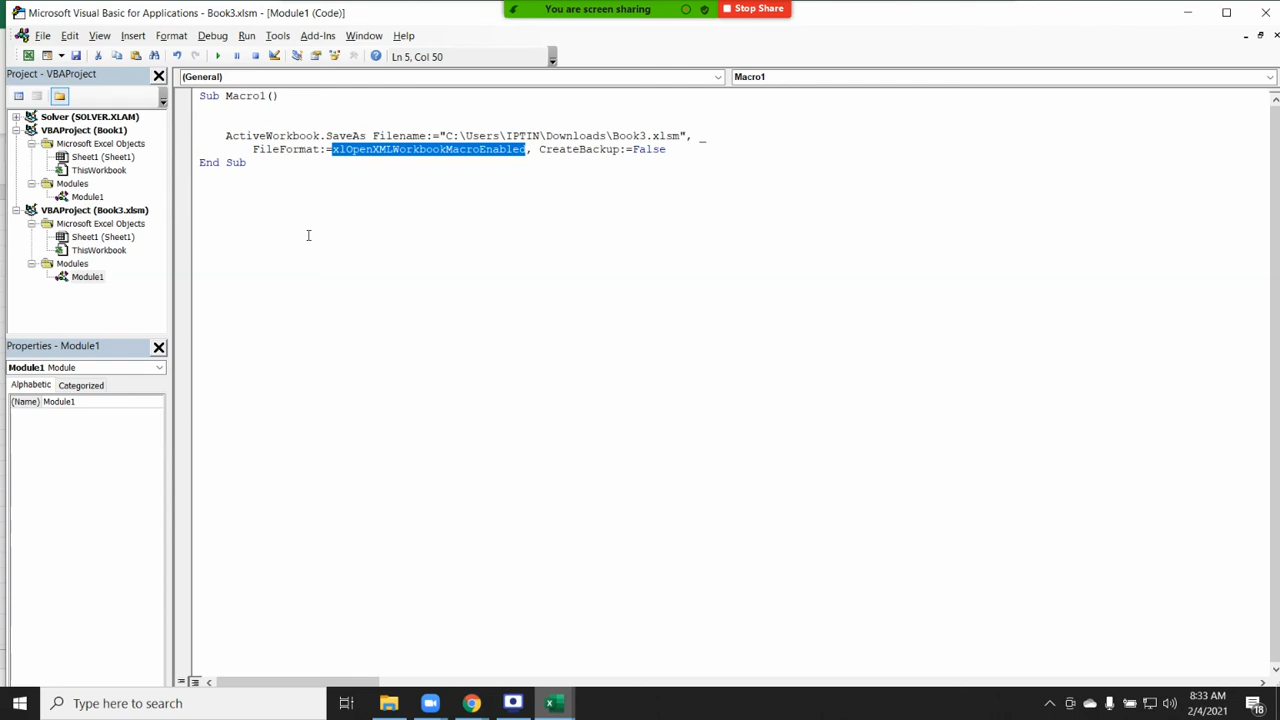 Microsoft Visual Basic for Applications - Book3.xlsm - [Module1 (Code)]
You are screen sharing
Stop Share
File Edit View Insert Format Debug Run Tools Add-Ins Window Help
Ln 5, Col 50
Project - VBAProject
(General)
Macro1
Solver (SOLVER.XLAM)
VBAProject (Book1)
Microsoft Excel Objects
Sheet1 (Sheet1)
ThisWorkbook
Modules
Module1
VBAProject (Book3.xlsm)
Microsoft Excel Objects
Sheet1 (Sheet1)
ThisWorkbook
Modules
Module1
Sub Macro1()
ActiveWorkbook.SaveAs Filename:="C:\Users\IPTIN\Downloads\Book3.xlsm", _
FileFormat:=xlOpenXMLWorkbookMacroEnabled, CreateBackup:=False
End Sub
Properties - Module1
Module1 Module
Alphabetic Categorized
(Name) Module1
Type here to search
8:33 AM
2/4/2021
18